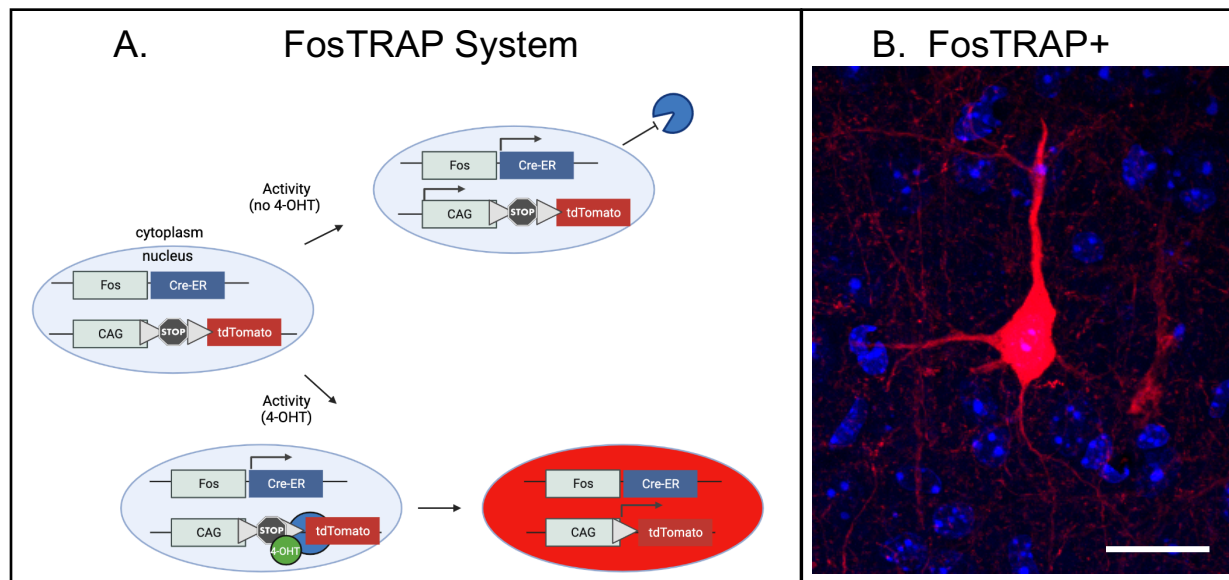 A. FosTRAP System
B. FosTRAP+
Fos
Cre-ER
Activity
(no 4-OHT)
CAG
STOP
tdTomato
cytoplasm
nucleus
Fos
Cre-ER
CAG
STOP
tdTomato
Activity
(4-OHT)
Fos
Cre-ER
CAG
STOP
tdTomato
4-OHT
Fos
Cre-ER
CAG
tdTomato